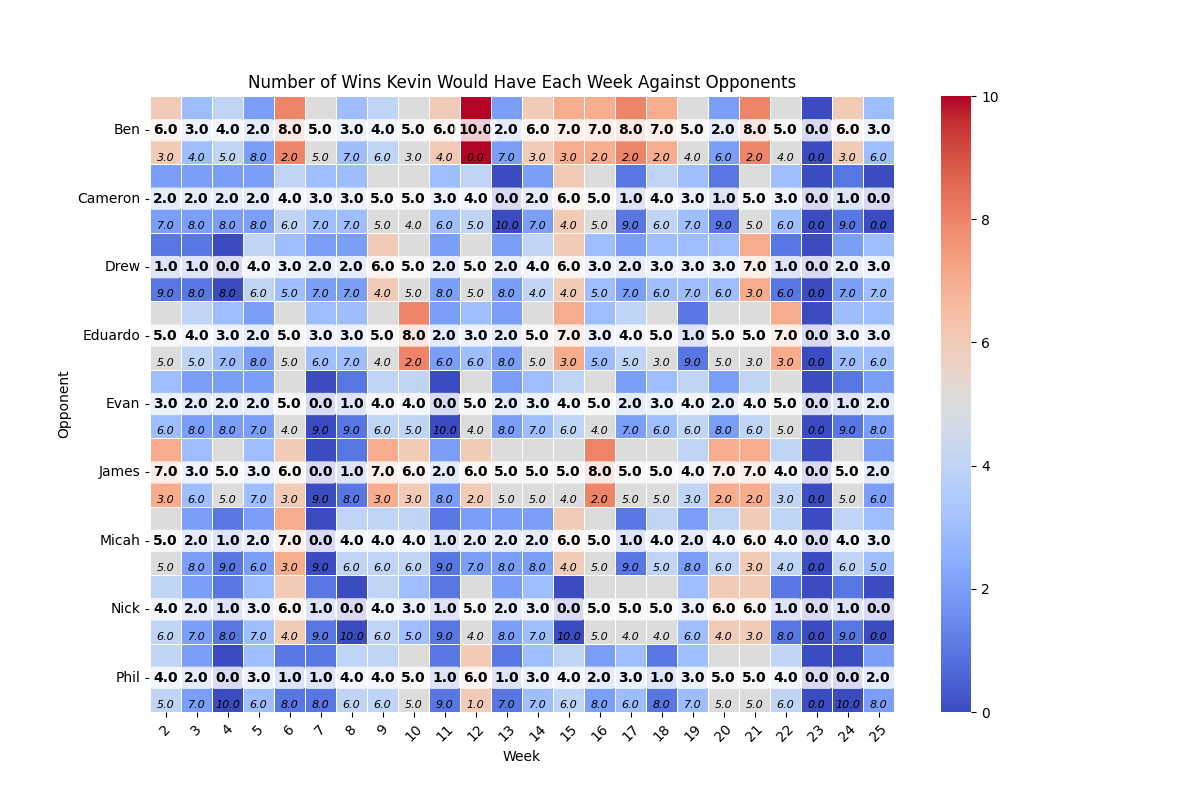 Number of Wins Kevin Would Have Each Week Against Opponents
10
Ben - 6.0 3.0 4.0 2.0 8.0 5.0 3.0 4.0 5.0 6.0 10.0 2.0 6.0 7.0 7.0 8.0 7.0 5.0 2.0 8.0 5.0 0.0 6.0 3.0
3.0 4.0 5.0 8.0 2.0 5.0 7.0 6.0 3.0 4.0 0.0 7.0 3.0 3.0 2.0 2.0 2.0 4.0 6.0 2.0 4.0 0.0 3.0 6.0
Cameron - 2.0 2.0 2.0 2.0 4.0 3.0 3.0 5.0 5.0 3.0 4.0 0.0 2.0 6.0 5.0 1.0 4.0 3.0 1.0 5.0 3.0 0.0 1.0 0.0
7.0 8.0 8.0 8.0 6.0 7.0 7.0 5.0 4.0 6.0 5.0 10.0 7.0 4.0 5.0 9.0 6.0 7.0 9.0 5.0 6.0 0.0 9.0 0.0
8
Drew - 1.0 1.0 0.0 4.0 3.0 2.0 2.0 6.0 5.0 2.0 5.0 2.0 4.0 6.0 3.0 2.0 3.0 3.0 3.0 7.0 1.0 0.0 2.0 3.0
9.0 8.0 8.0 6.0 5.0 7.0 7.0 4.0 5.0 8.0 5.0 8.0 4.0 4.0 5.0 7.0 6.0 7.0 6.0 3.0 6.0 0.0 7.0 7.0
Eduardo - 5.0 4.0 3.0 2.0 5.0 3.0 3.0 5.0 8.0 2.0 3.0 2.0 5.0 7.0 3.0 4.0 5.0 1.0 5.0 5.0 7.0 0.0 3.0 3.0
6
5.0 5.0 7.0 8.0 5.0 6.0 7.0 4.0 2.0 6.0 6.0 8.0 5.0 3.0 5.0 5.0 3.0 9.0 5.0 3.0 3.0 0.0 7.0 6.0
Opponent
Evan - 3.0 2.0 2.0 2.0 5.0 0.0 1.0 4.0 4.0 0.0 5.0 2.0 3.0 4.0 5.0 2.0 3.0 4.0 2.0 4.0 5.0 0.0 1.0 2.0
6.0 8.0 8.0 7.0 4.0 9.0 9.0 6.0 5.0 10.0 4.0 8.0 7.0 6.0 4.0 7.0 6.0 6.0 8.0 6.0 5.0 0.0 9.0 8.0
4
James - 7.0 3.0 5.0 3.0 6.0 0.0 1.0 7.0 6.0 2.0 6.0 5.0 5.0 5.0 8.0 5.0 5.0 4.0 7.0 7.0 4.0 0.0 5.0 2.0
3.0 6.0 5.0 7.0 3.0 9.0 8.0 3.0 3.0 8.0 2.0 5.0 5.0 4.0 2.0 5.0 5.0 3.0 2.0 2.0 3.0 0.0 5.0 6.0
Micah - 5.0 2.0 1.0 2.0 7.0 0.0 4.0 4.0 4.0 1.0 2.0 2.0 2.0 6.0 5.0 1.0 4.0 2.0 4.0 6.0 4.0 0.0 4.0 3.0
5.0 8.0 9.0 6.0 3.0 9.0 6.0 6.0 6.0 9.0 7.0 8.0 8.0 4.0 5.0 9.0 5.0 8.0 6.0 3.0 4.0 0.0 6.0 5.0
2
Nick - 4.0 2.0 1.0 3.0 6.0 1.0 0.0 4.0 3.0 1.0 5.0 2.0 3.0 0.0 5.0 5.0 5.0 3.0 6.0 6.0 1.0 0.0 1.0 0.0
6.0 7.0 8.0 7.0 4.0 9.0 10.0 6.0 5.0 9.0 4.0 8.0 7.0 10.0 5.0 4.0 4.0 6.0 4.0 3.0 8.0 0.0 9.0 0.0
Phil - 4.0 2.0 0.0 3.0 1.0 1.0 4.0 4.0 5.0 1.0 6.0 1.0 3.0 4.0 2.0 3.0 1.0 3.0 5.0 5.0 4.0 0.0 0.0 2.0
5.0 7.0 10.0 6.0 8.0 8.0 6.0 6.0 5.0 9.0 1.0 7.0 7.0 6.0 8.0 6.0 8.0 7.0 5.0 5.0 6.0 0.0 10.0 8.0
0
2 3 4 5 6 7 8 9 10 11 12 13 14 15 16 17 18 19 20 21 22 23 24 25
Week